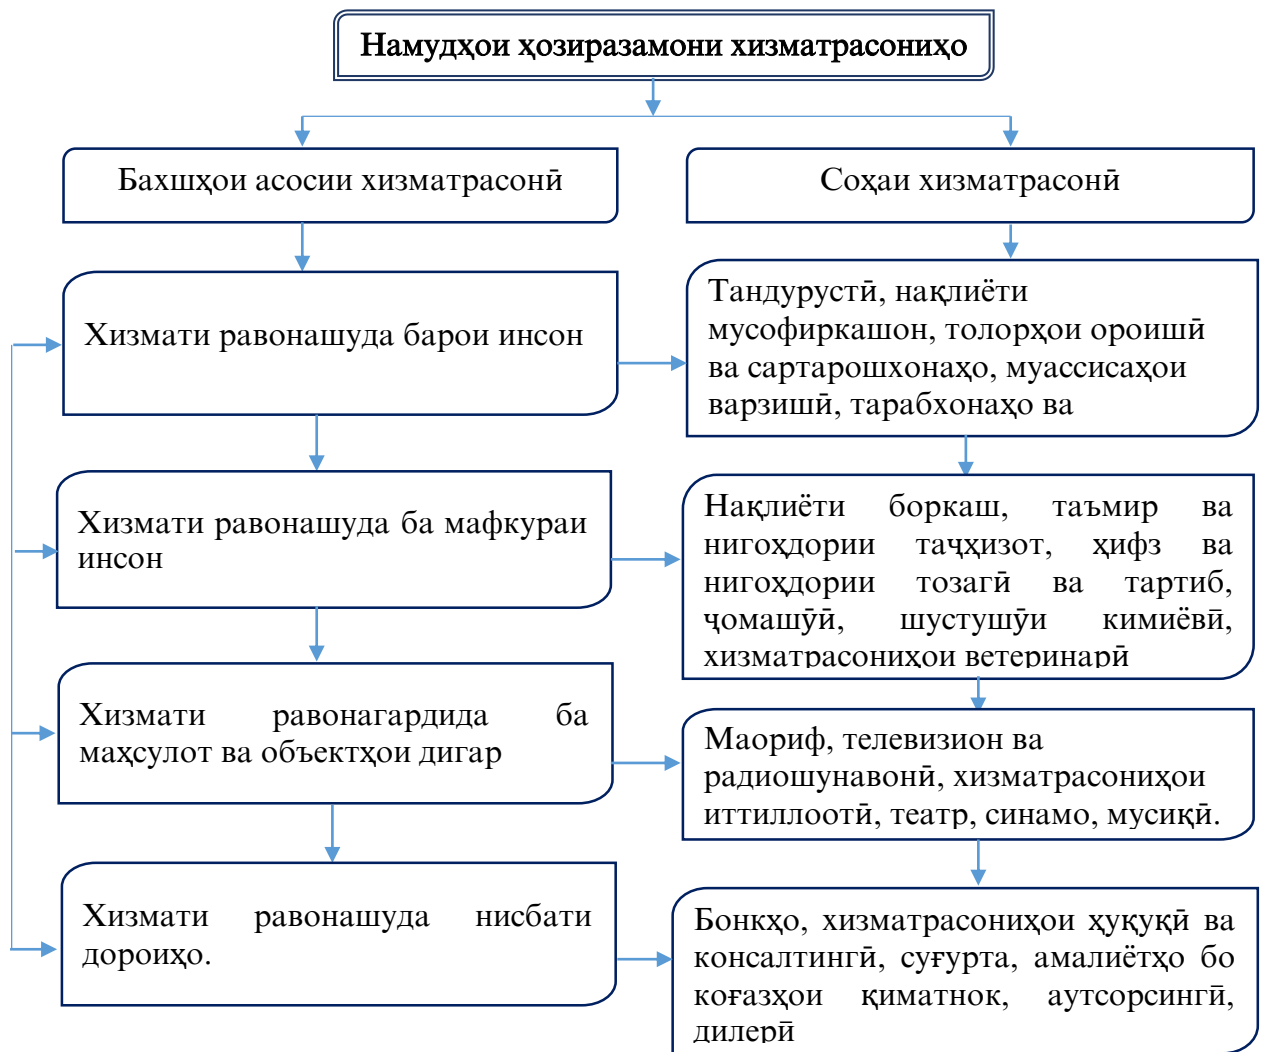 Намудҳои ҳозиразамони хизматрасониҳо
Бахшҳои асосии хизматрасонӣ
Соҳаи хизматрасонӣ
Хизмати равонашуда барои инсон
Тандурустӣ, нақлиёти
мусофиркашон, толорҳои ороишӣ
ва сартарошхонаҳо, муассисаҳои
варзишӣ, тарабхонаҳо ва
Хизмати равонашуда ба мафкураи
инсон
Нақлиёти боркаш, таъмир ва
нигоҳдории таҷҳизот, ҳифз ва
нигоҳдории тозагӣ ва тартиб,
ҷомашӯӣ, шустушӯи кимиёвӣ,
хизматрасониҳои ветеринарӣ
Хизмати равонагардида ба
маҳсулот ва объектҳои дигар
Маориф, телевизион ва
радиошунавонӣ, хизматрасониҳои
иттиллоотӣ, театр, синамо, мусиқӣ.
Хизмати равонашуда нисбати
дороиҳо.
Бонкҳо, хизматрасониҳои ҳуқуқӣ ва
консалтингӣ, суғурта, амалиётҳо бо
коғазҳои қиматнок, аутсорсингӣ,
дилерӣ